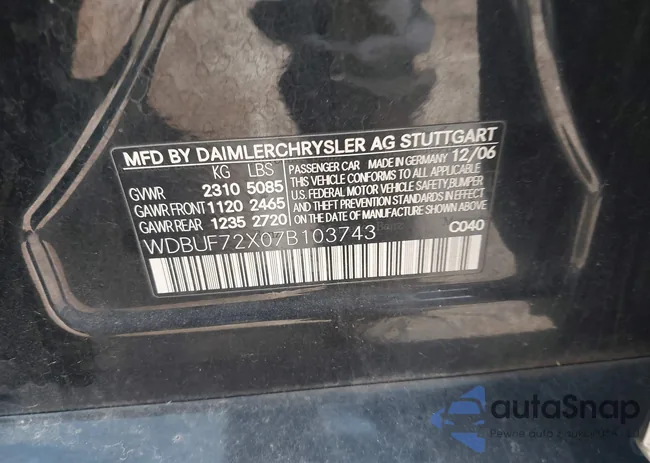 MFD BY DAIMLERCHRYSLER AG STUTTGART
KG LBS
GVWR 2310 5085
GAWR FRONT 1120 2465
GAWR REAR 1235 2720
PASSENGER CAR MADE IN GERMANY 12/06
THIS VEHICLE CONFORMS TO ALL APPLICABLE
U.S. FEDERAL MOTOR VEHICLE SAFETY, BUMPER
AND THEFT PREVENTION STANDARDS IN EFFECT
ON THE DATE OF MANUFACTURE SHOWN ABOVE
WDBUF72X07B103743
C040
autaSnap